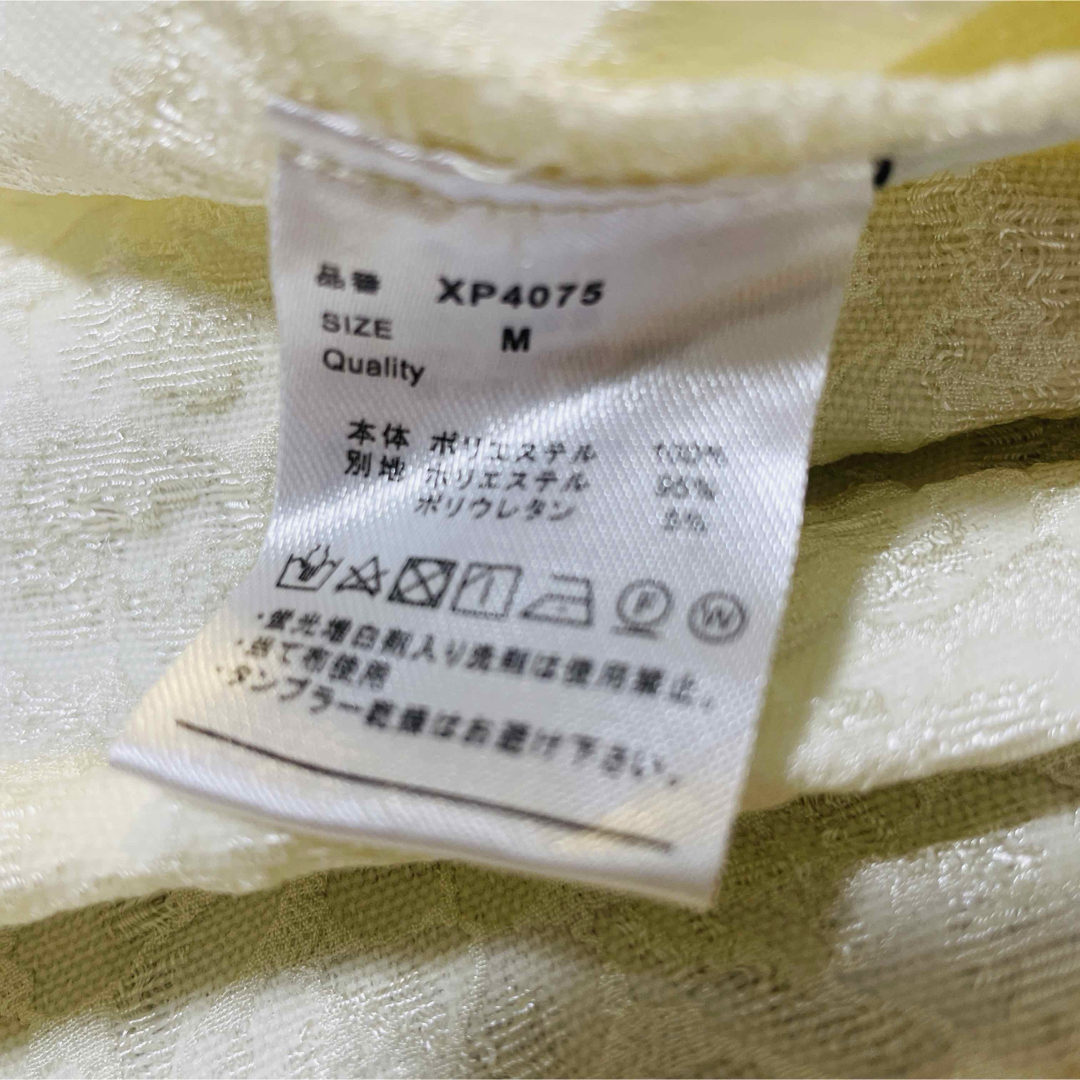 品番 XP4075
SIZE M
Quality
本体 ポリエステル 100%
別地 ポリエステル 95%
ポリウレタン 5%
P W
・蛍光増白剤入り洗剤は使用禁止。
・当て布使用
・タンブラー乾燥はお避け下さい。